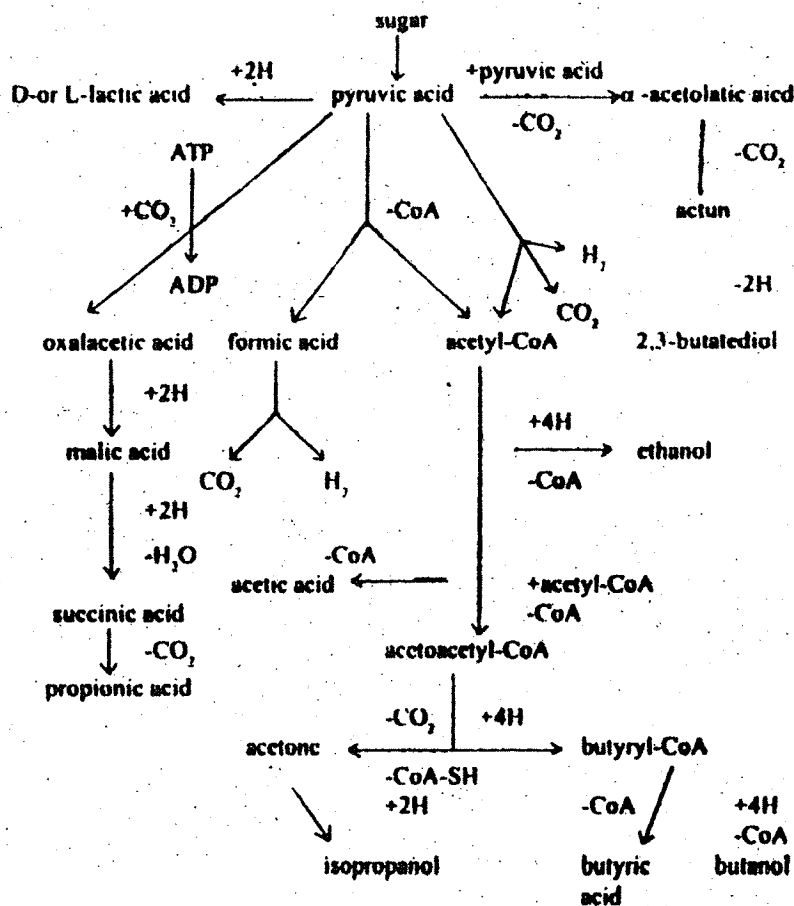 sugar
+2H
+pyruvic acid
D-or L-lactic acid
pyruvic acid
α -acetolatic aicd
-CO₂
ATP
-CO₂
+CO₂
-CoA
actun
H₂
ADP
-2H
CO₂
oxalacetic acid
formic acid
acetyl-CoA
2,3-butatediol
+2H
+4H
malic acid
ethanol
CO₂
H₂
-CoA
+2H
-H₂O
-CoA
acetic acid
+acetyl-CoA
-CoA
succinic acid
-CO₂
acetoacetyl-CoA
propionic acid
-CO₂
+4H
acetone
butyryl-CoA
-CoA-SH
+2H
-CoA
+4H
-CoA
isopropanol
butyric
acid
butanol